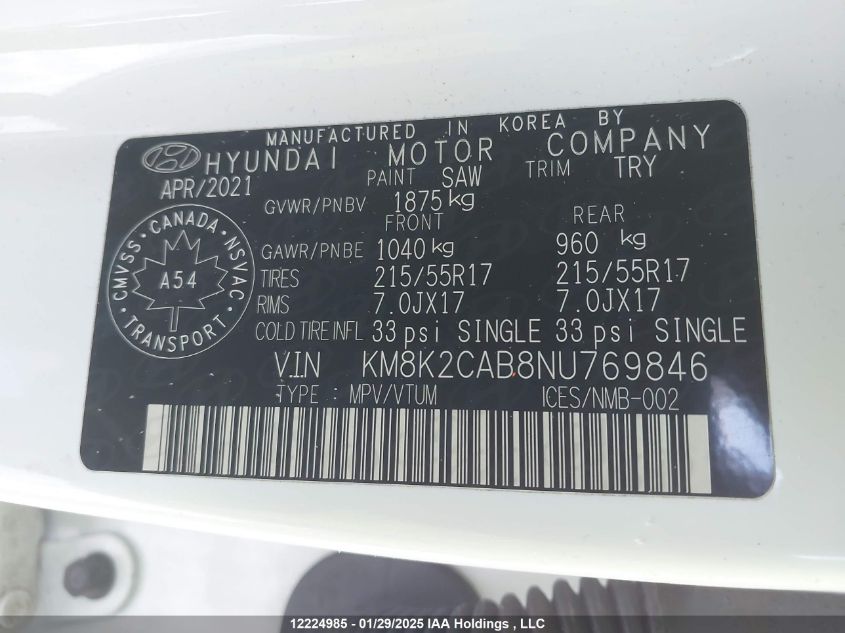 MANUFACTURED IN KOREA BY
HYUNDAI MOTOR COMPANY
APR/2021 PAINT SAW TRIM TRY
GVWR/PNBV 1875 kg
FRONT REAR
GAWR/PNBE 1040 kg 960 kg
TIRES 215/55R17 215/55R17
RIMS 7.0JX17 7.0JX17
COLD TIRE INFL 33 psi SINGLE 33 psi SINGLE
CMVSS • CANADA • NSVAC • TRANSPORT •
A54
V.I.N KM8K2CAB8NU769846
TYPE : MPV/VTUM ICES/NMB-002
12224985 - 01/29/2025 IAA Holdings , LLC